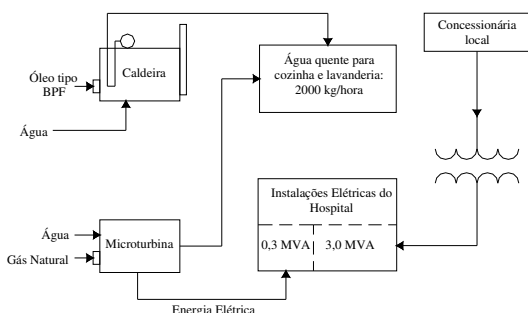 Concessionária
local
Caldeira
Óleo tipo
BPF
Água
Água quente para
cozinha e lavanderia:
2000 kg/hora
Instalações Elétricas do
Hospital
0,3 MVA
3,0 MVA
Água
Gás Natural
Microturbina
Energia Elétrica